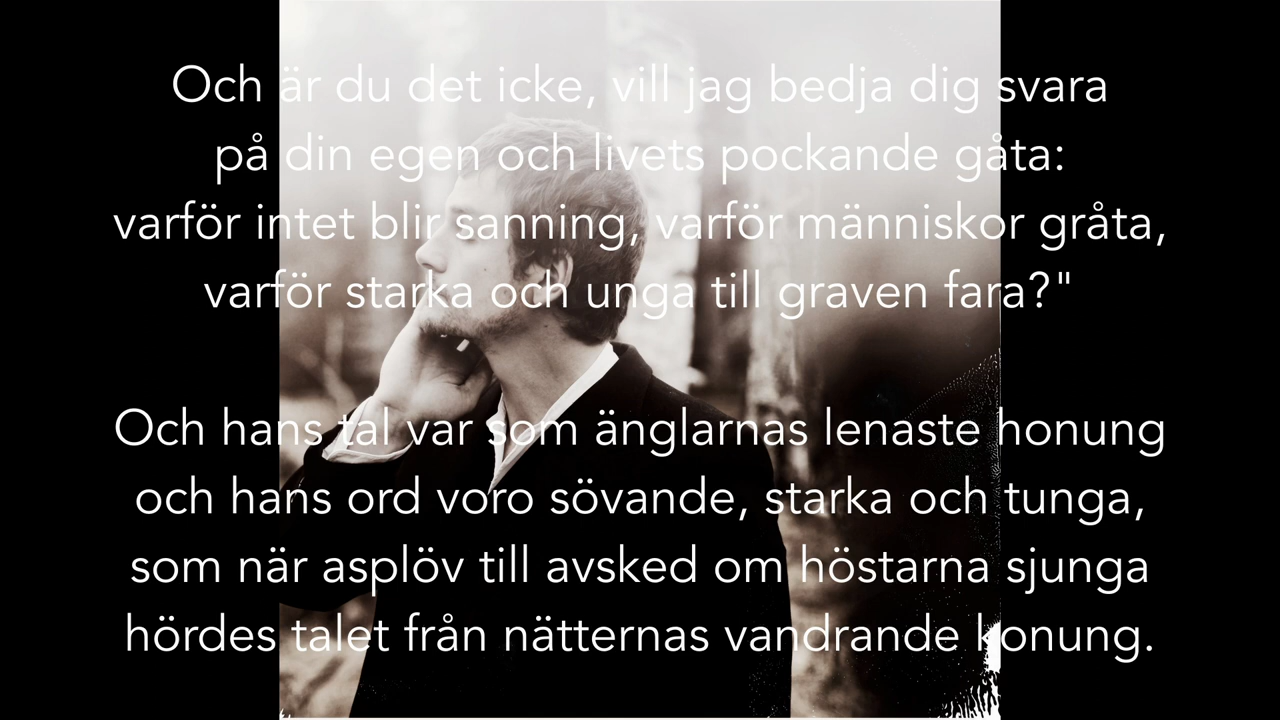 Och är du det icke, vill jag bedja dig svara
på din egen och livets pockande gåta:
varför intet blir sanning, varför människor gråta,
varför starka och unga till graven fara?"
Och hans tal var som änglarnas lenaste honung
och hans ord voro sövande, starka och tunga,
som när asplöv till avsked om höstarna sjunga
hördes talet från nätternas vandrande konung.